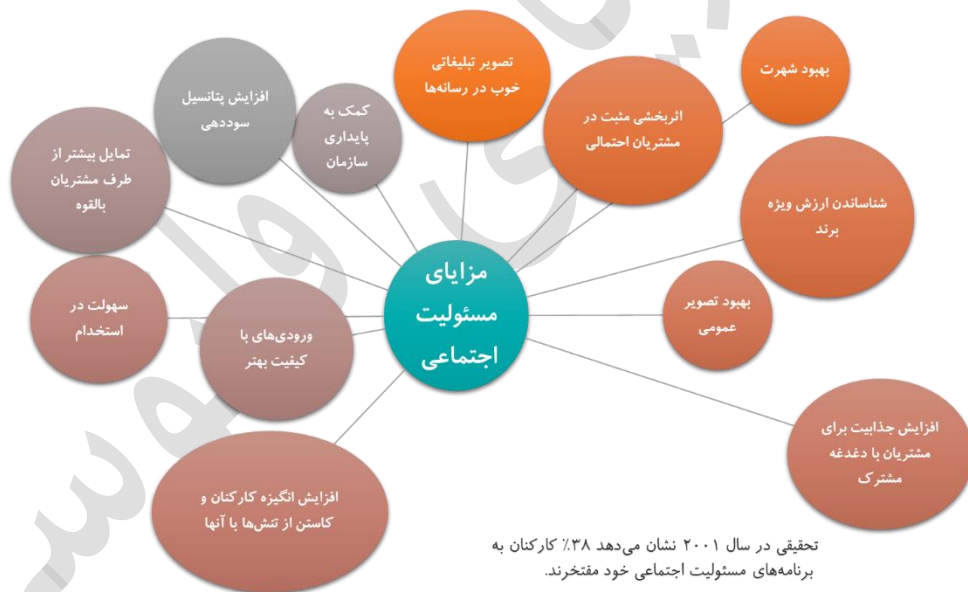 تصویر تبلیغاتی
خوب در رسانه‌ها
بهبود شهرت
اثربخشی مثبت در
مشتریان احتمالی
شناساندن ارزش ویژه
برند
بهبود تصویر
عمومی
افزایش جذابیت برای
مشتریان با دغدغه
مشترک
مزایای
مسئولیت
اجتماعی
کمک به
پایداری
سازمان
افزایش پتانسیل
سوددهی
تمایل بیشتر از
طرف مشتریان
بالقوه
سهولت در
استخدام
ورودی‌های با
کیفیت بهتر
افزایش انگیزه کارکنان و
کاستن از تنش‌ها با آنها
تحقیقی در سال ۲۰۰۱ نشان می‌دهد ۳۸٪ کارکنان به
برنامه‌های مسئولیت اجتماعی خود مفتخرند.